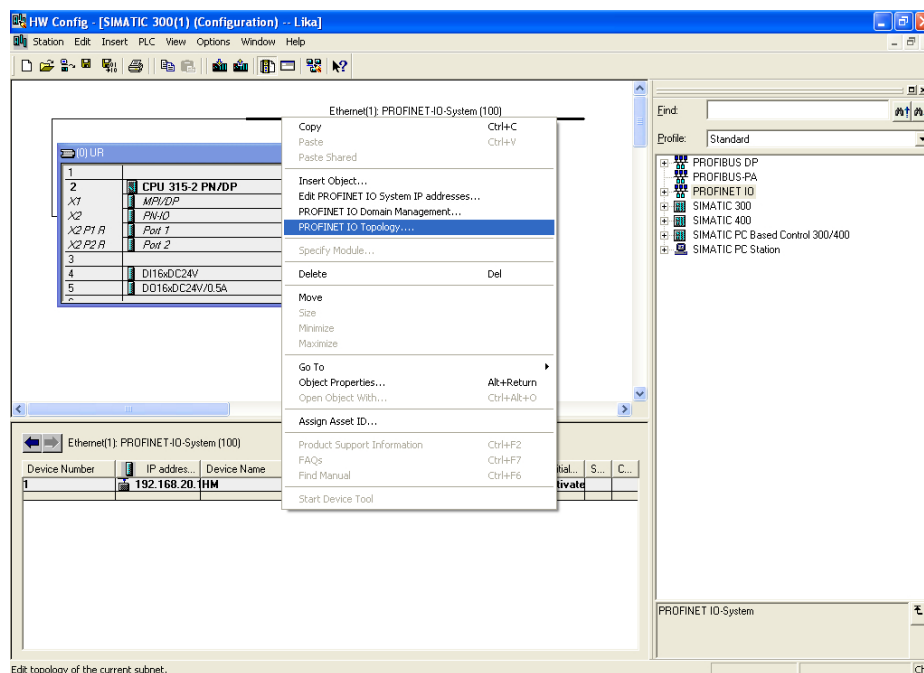 HW Config - [SIMATIC 300(1) (Configuration) -- Lika]
Station Edit Insert PLC View Options Window Help
Ethernet(1): PROFINET-IO-System (100)
(0) UR
1
2 CPU 315-2 PN/DP
X1 MPI/DP
X2 PN-IO
X2 P1 R Port 1
X2 P2 R Port 2
3
4 DI16xDC24V
5 DO16xDC24V/0.5A
Copy Ctrl+C
Paste Ctrl+V
Paste Shared
Insert Object...
Edit PROFINET IO System IP addresses...
PROFINET IO Domain Management...
PROFINET IO Topology....
Specify Module...
Delete Del
Move
Size
Minimize
Maximize
Go To
Object Properties... Alt+Return
Open Object With... Ctrl+Alt+O
Assign Asset ID...
Product Support Information Ctrl+F2
FAQs Ctrl+F7
Find Manual Ctrl+F6
Start Device Tool
Find:
Profile: Standard
PROFIBUS DP
PROFIBUS-PA
PROFINET IO
SIMATIC 300
SIMATIC 400
SIMATIC PC Based Control 300/400
SIMATIC PC Station
Ethernet(1): PROFINET-IO-System (100)
Device Number IP addres... Device Name S... C...
1 192.168.20.1 HM
PROFINET IO-System
Edit topology of the current subnet.